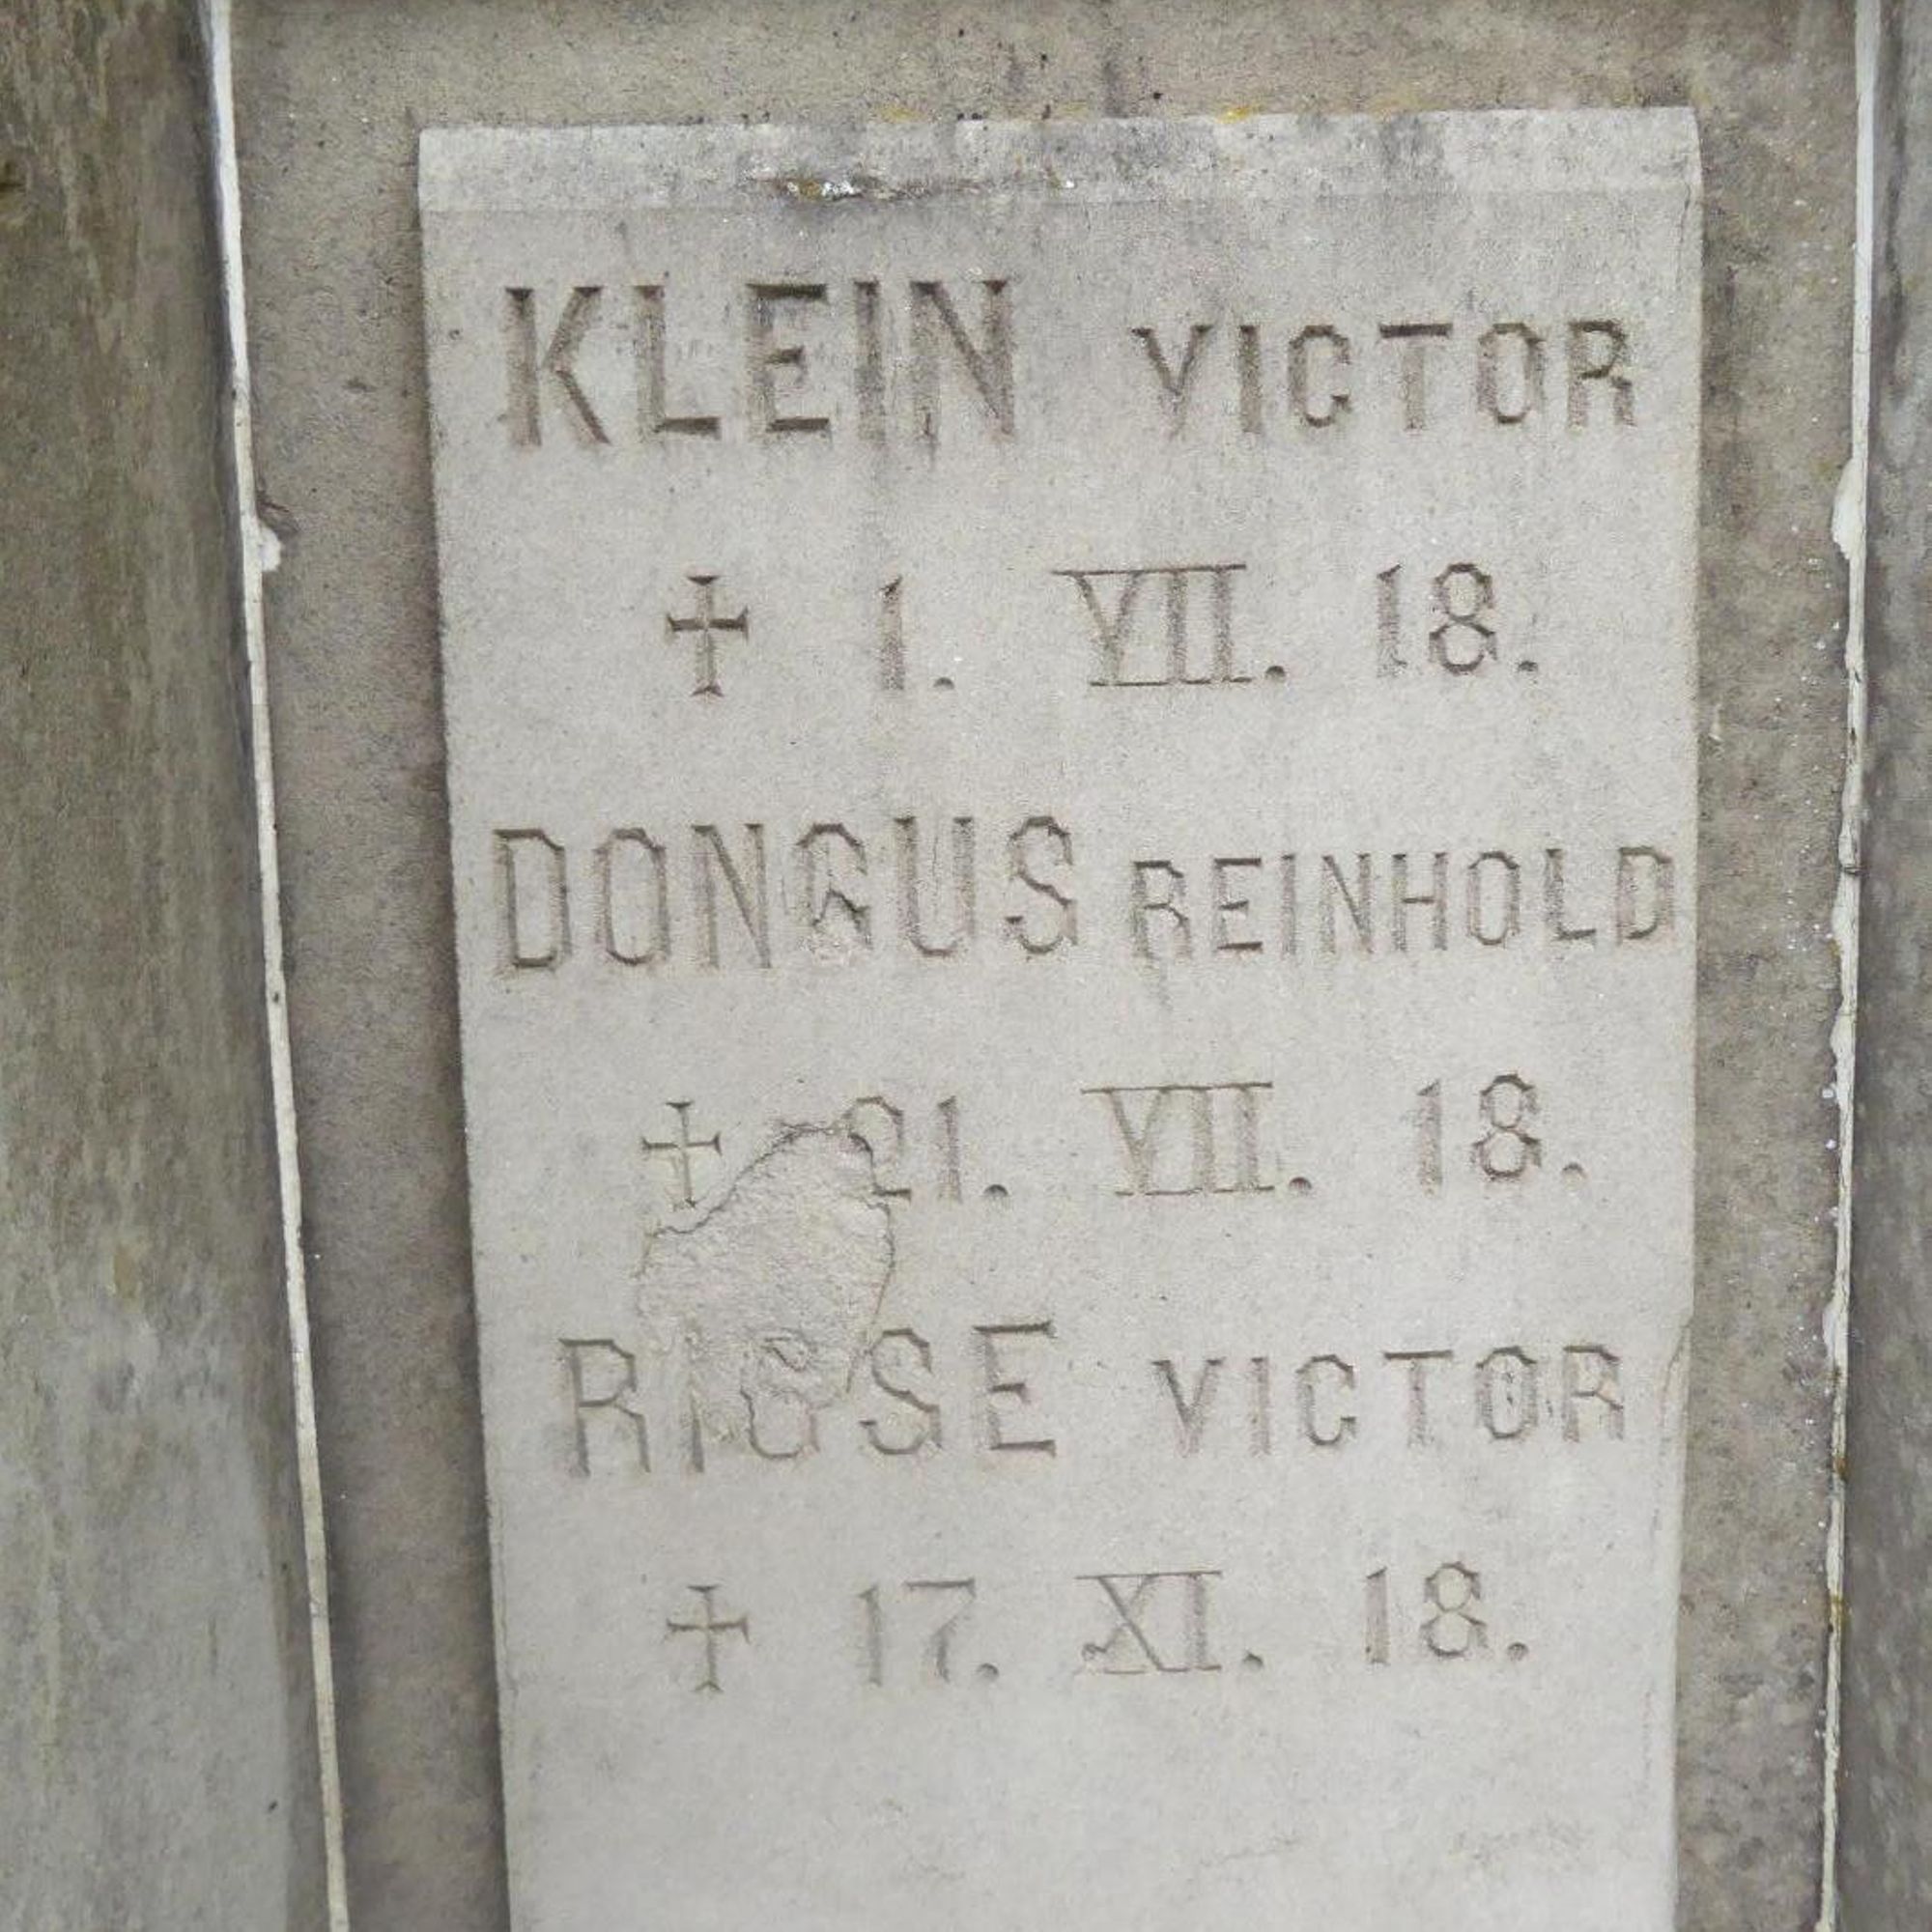 KLEIN VICTOR
† 1. VII. 18.
DONGUS REINHOLD
† 21. VII. 18.
RISSE VICTOR
† 17. XI. 18.